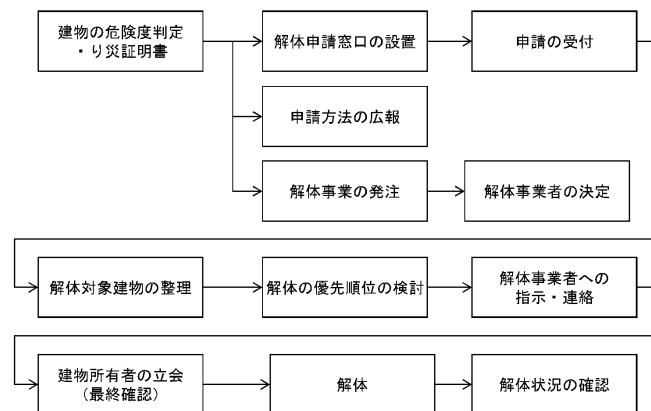 建物の危険度判定
・り災証明書
解体申請窓口の設置
申請の受付
申請方法の広報
解体事業の発注
解体事業者の決定
解体対象建物の整理
解体の優先順位の検討
解体事業者への
指示・連絡
建物所有者の立会
(最終確認)
解体
解体状況の確認